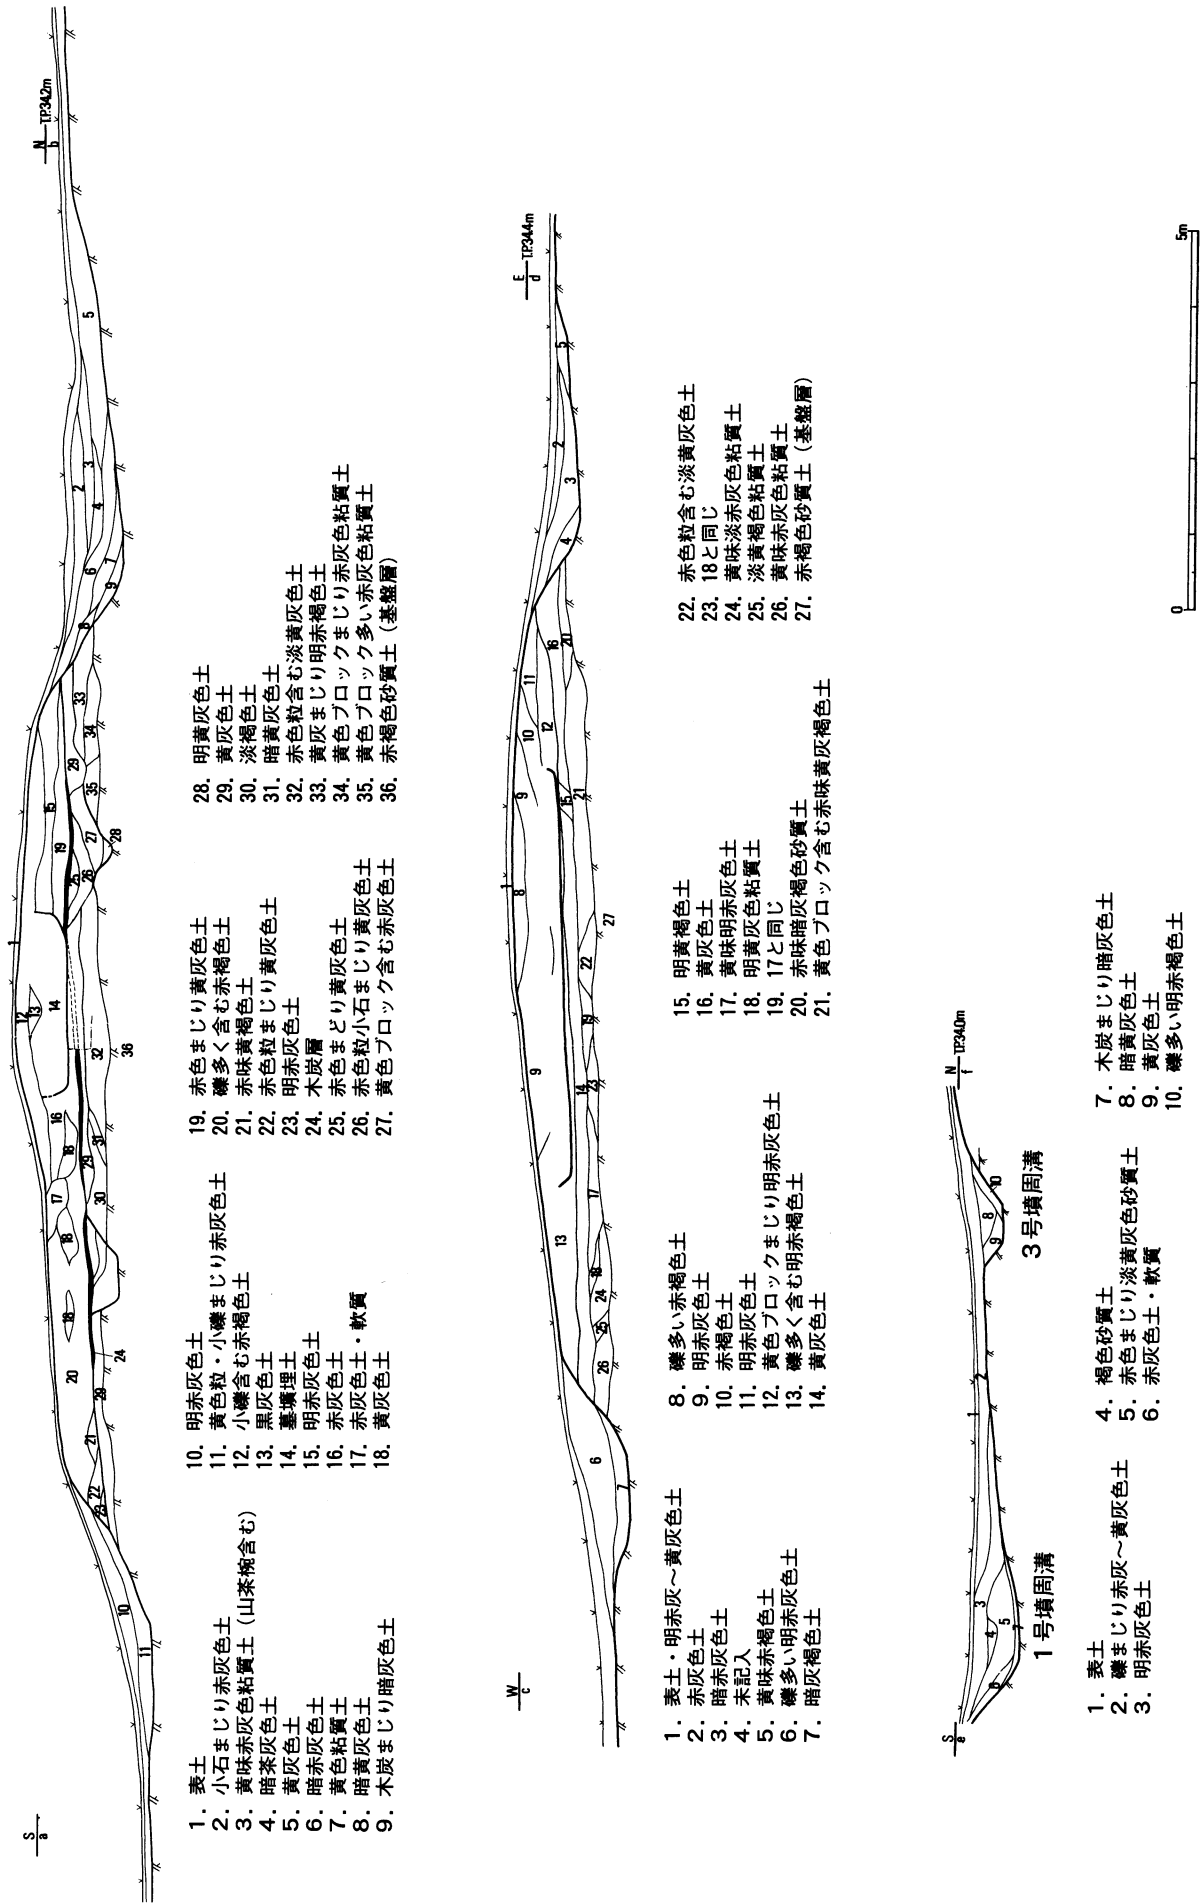 S
a
N
b
T.P.34.2m
1. 表土
2. 小石まじり赤灰色土
3. 黄味赤灰色粘質土（山茶椀含む）
4. 暗茶灰色土
5. 黄灰色土
6. 暗赤灰色土
7. 黄色粘質土
8. 暗黄灰色土
9. 木炭まじり暗灰色土
10. 明赤灰色土
11. 黄色粒・小礫まじり赤灰色土
12. 小礫含む赤褐色土
13. 黒灰色土
14. 墓壙埋土
15. 明赤灰色土
16. 赤灰色土
17. 赤灰色土・軟質
18. 黄灰色土
19. 赤色まじり黄灰色土
20. 礫多く含む赤褐色土
21. 赤味黄褐色土
22. 赤色粒まじり黄灰色土
23. 明赤灰色土
24. 木炭層
25. 赤色まどり黄灰色土
26. 赤色粒小石まじり黄灰色土
27. 黄色ブロック含む赤灰色土
28. 明黄灰色土
29. 黄灰色土
30. 淡褐色土
31. 暗黄灰色土
32. 赤色粒含む淡黄灰色土
33. 黄灰まじり明赤褐色土
34. 黄色ブロックまじり赤灰色粘質土
35. 黄色ブロック多い赤灰色粘質土
36. 赤褐色砂質土（基盤層）
W
c
E
d
T.P.34.4m
1. 表土・明赤灰～黄灰色土
2. 赤灰色土
3. 暗赤灰色土
4. 未記入
5. 黄味赤褐色土
6. 礫多い明赤灰色土
7. 暗灰褐色土
8. 礫多い赤褐色土
9. 明赤灰色土
10. 赤褐色土
11. 明赤灰色土
12. 黄色ブロックまじり明赤灰色土
13. 礫多く含む明赤褐色土
14. 黄灰色土
15. 明黄褐色土
16. 黄灰色土
17. 黄味明赤灰色土
18. 明黄灰色粘質土
19. 17と同じ
20. 赤味暗灰褐色砂質土
21. 黄色ブロック含む赤味黄灰褐色土
22. 赤色粒含む淡黄灰色土
23. 18と同じ
24. 黄味淡赤灰色粘質土
25. 淡黄褐色粘質土
26. 黄味赤灰色粘質土
27. 赤褐色砂質土（基盤層）
S
e
N
f
T.P.34.0m
1号墳周溝
3号墳周溝
1. 表土
2. 礫まじり赤灰～黄灰色土
3. 明赤灰色土
4. 褐色砂質土
5. 赤色まじり淡黄灰色砂質土
6. 赤灰色土・軟質
7. 木炭まじり暗灰色土
8. 暗黄灰色土
9. 黄灰色土
10. 礫多い明赤褐色土
0
5m